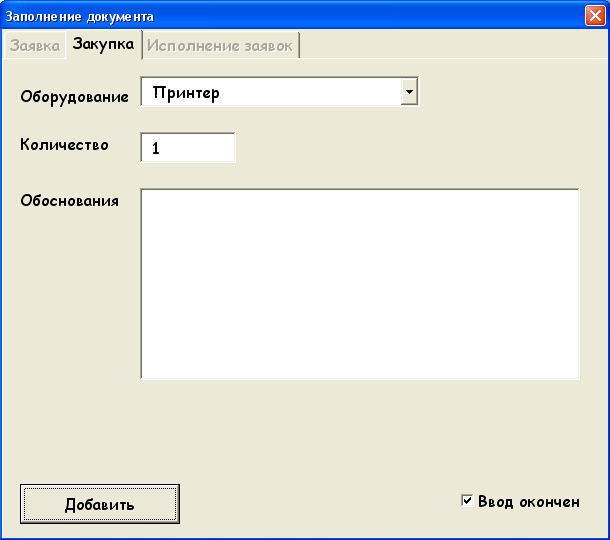 Заполнение документа
Заявка Закупка Исполнение заявок
Оборудование Принтер
Количество 1
Обоснования
Добавить Ввод окончен